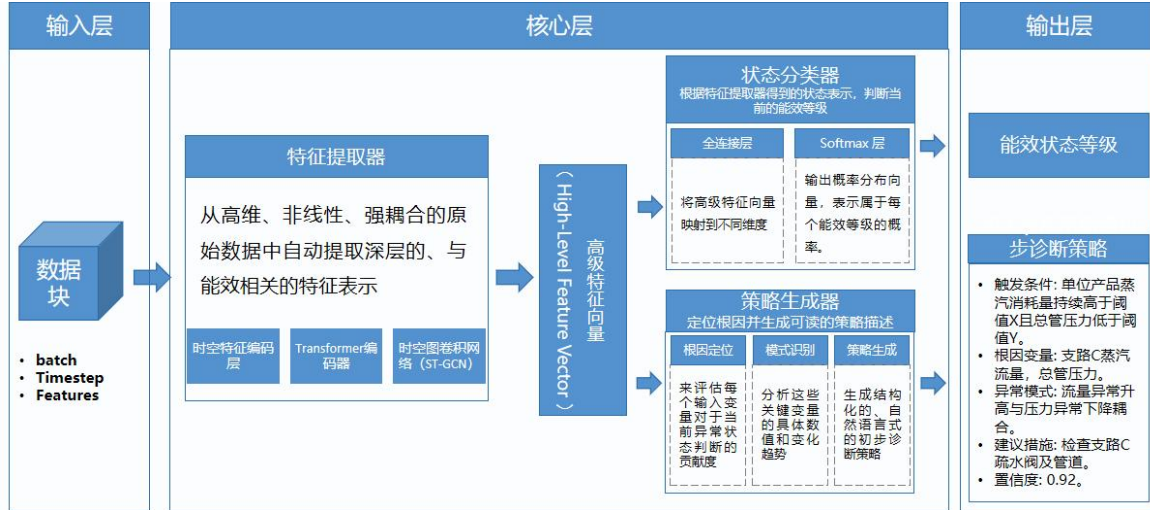 输入层
数据块
batch
Timestep
Features
核心层
特征提取器
从高维、非线性、强耦合的原
始数据中自动提取深层的、与
能效相关的特征表示
时空特征编码
层
Transformer编
码器
时空图卷积网
络（ST-GCN）
高级特征向量
（High-Level Feature Vector）
状态分类器
根据特征提取器得到的状态表示，判断当
前的能效等级
全连接层
将高级特征向量
映射到不同维度
Softmax 层
输出概率分布向
量，表示属于每
个能效等级的概
率。
策略生成器
定位根因并生成可读的策略描述
根因定位
来评估每
个输入变
量对于当
前异常状
态判断的
贡献度
模式识别
分析这些
关键变量
的具体数
值和变化
趋势
策略生成
生成结构
化的、自
然语言式
的初步诊
断策略
输出层
能效状态等级
步诊断策略
触发条件: 单位产品蒸
汽消耗量持续高于阈
值X且总管压力低于阈
值Y。
根因变量: 支路C蒸汽
流量，总管压力。
异常模式: 流量异常升
高与压力异常下降耦
合。
建议措施: 检查支路C
疏水阀及管道。
置信度: 0.92。